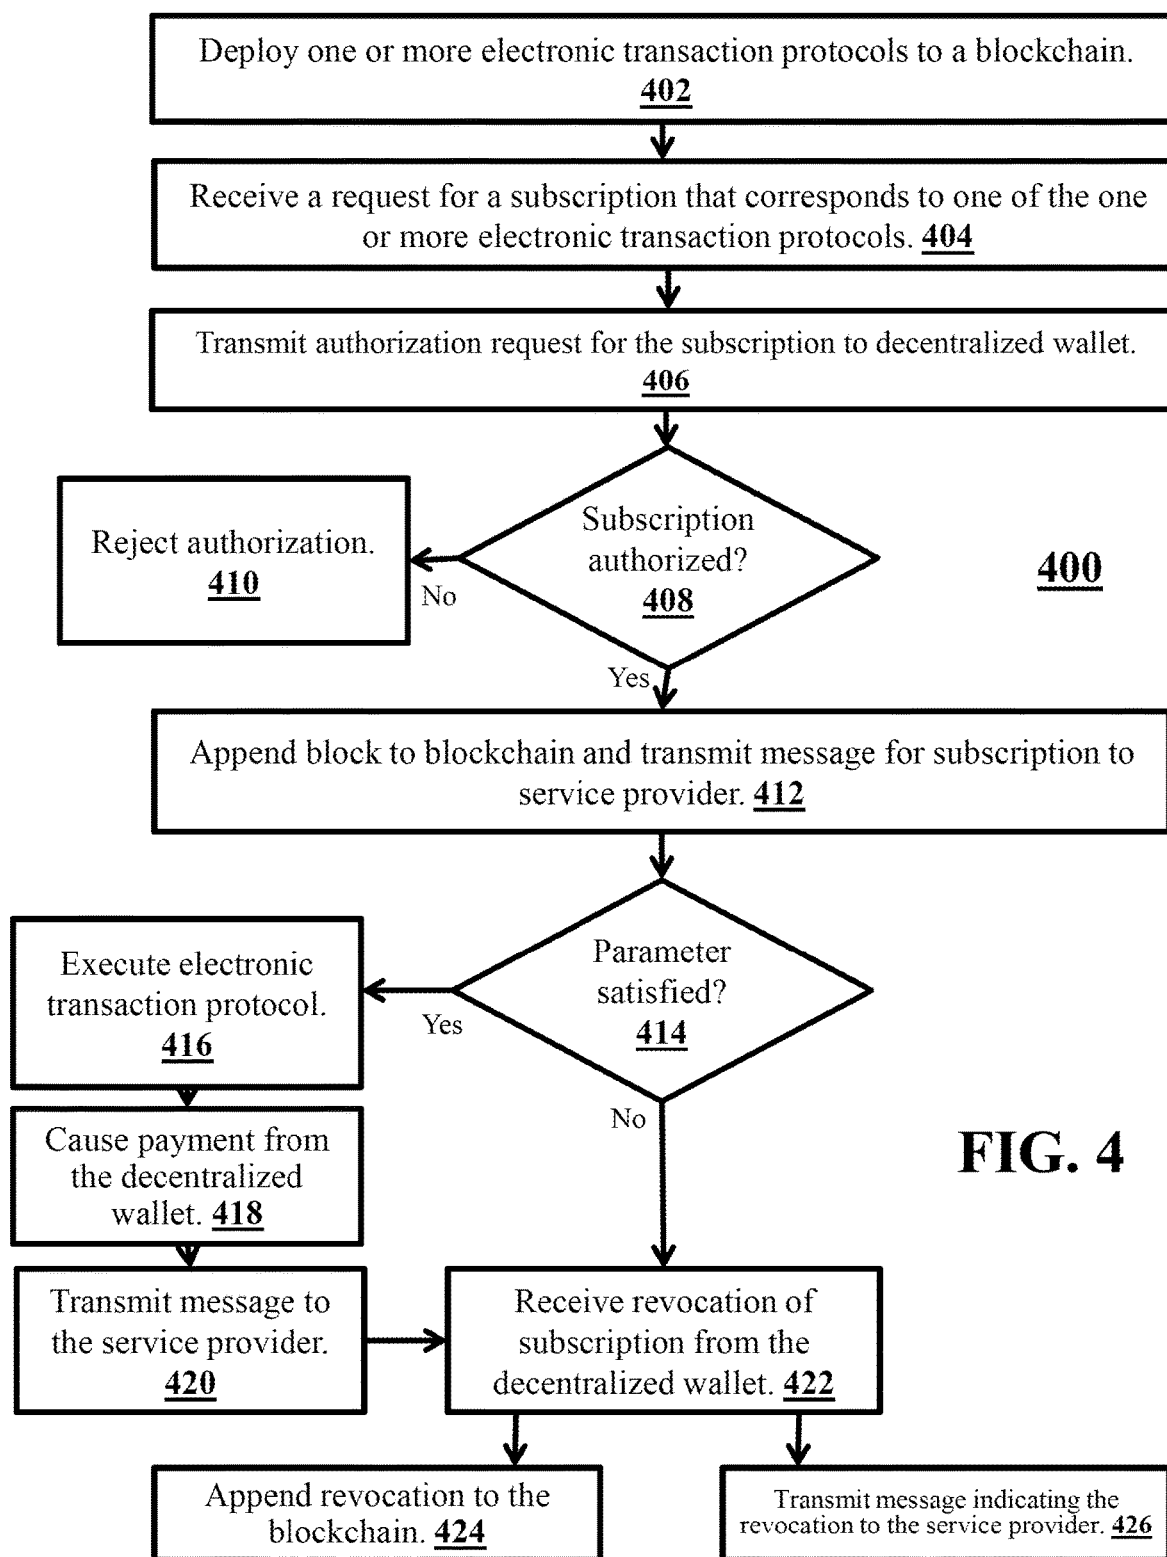 Deploy one or more electronic transaction protocols to a blockchain.
402
Receive a request for a subscription that corresponds to one of the one
or more electronic transaction protocols. 404
Transmit authorization request for the subscription to decentralized wallet.
406
Subscription
authorized?
408
Reject authorization.
410
No
400
Yes
Append block to blockchain and transmit message for subscription to
service provider. 412
Parameter
satisfied?
414
Execute electronic
transaction protocol.
416
Yes
No
Cause payment from
the decentralized
wallet. 418
FIG. 4
Transmit message to
the service provider.
420
Receive revocation of
subscription from the
decentralized wallet. 422
Append revocation to the
blockchain. 424
Transmit message indicating the
revocation to the service provider. 426